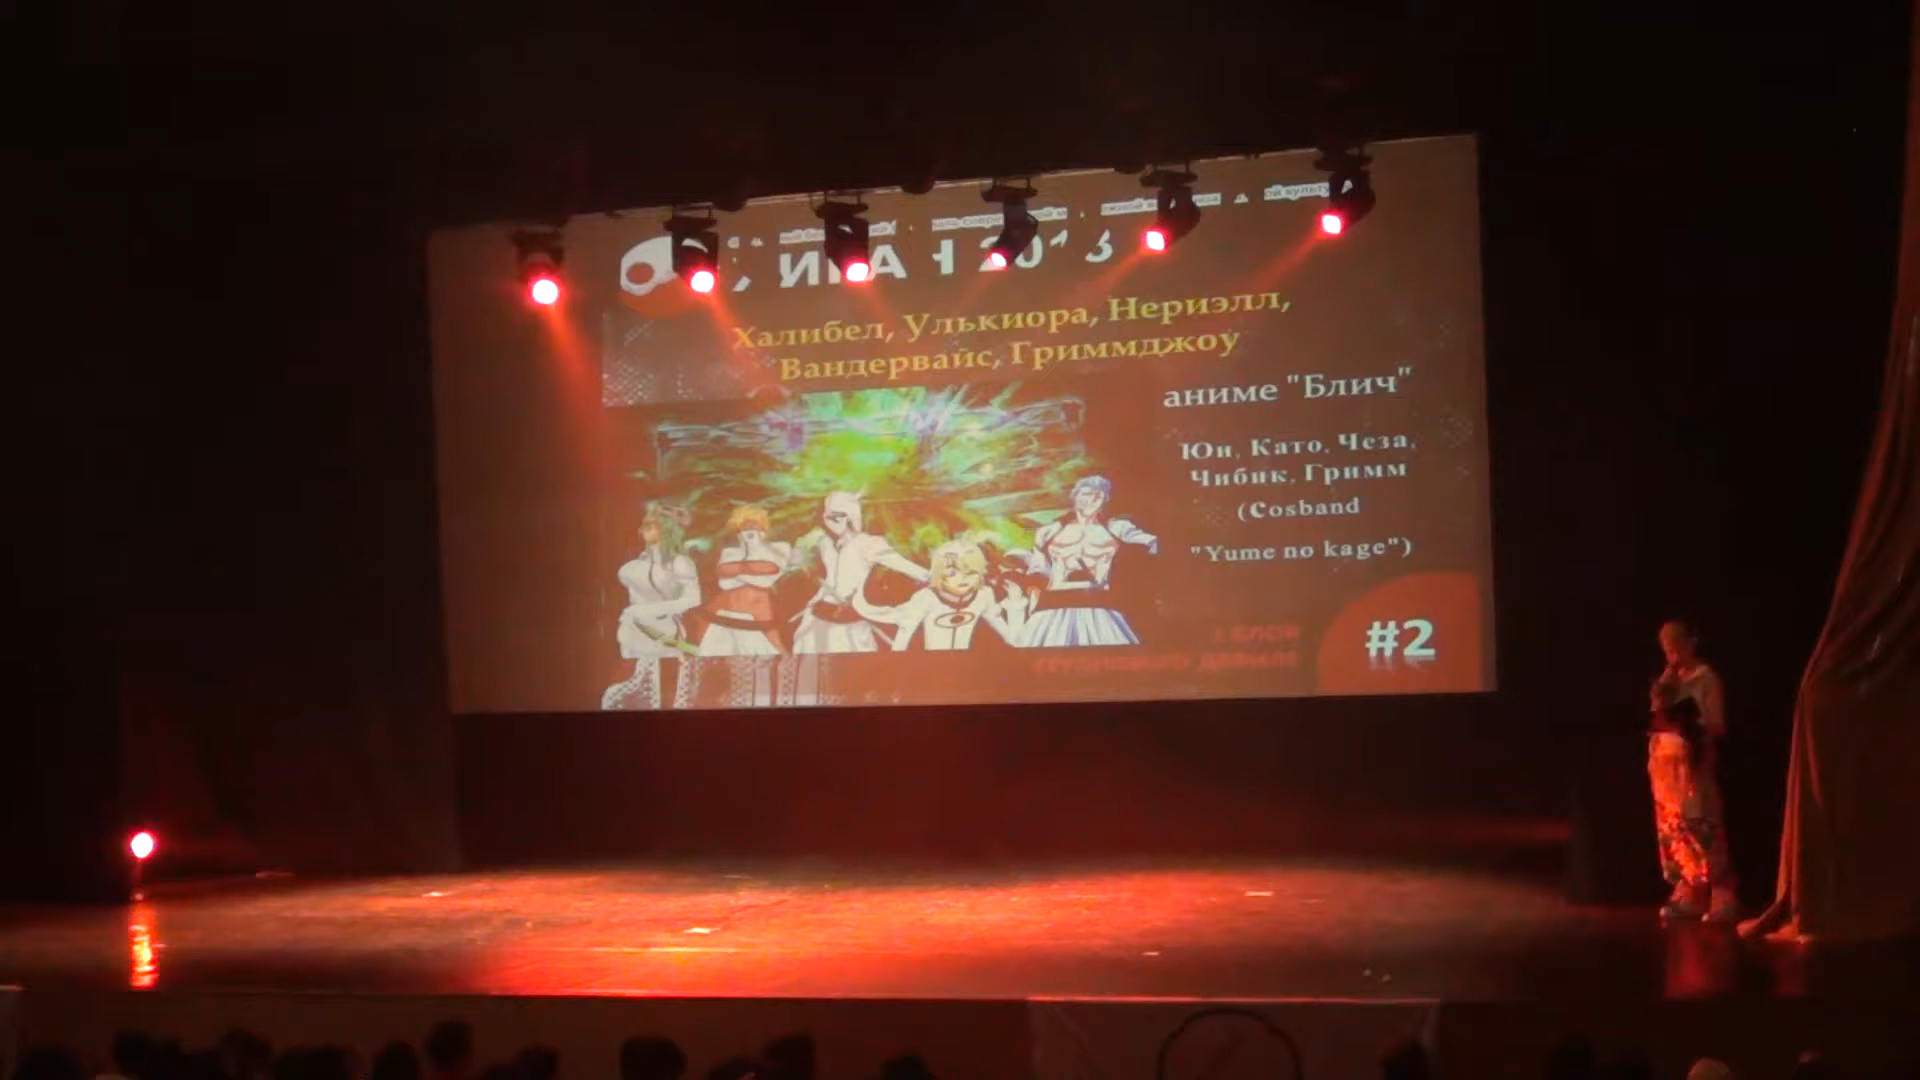 Халибел, Улькиора, Нериэлл,
Вандервайс, Гриммджоу
аниме "Блич"
Юи, Като, Чеза,
Чибик, Гримм
(Cosband
"Yume no kage")
#2